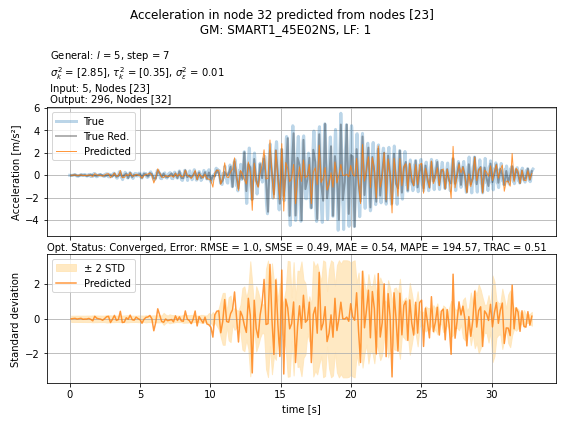 Acceleration in node 32 predicted from nodes [23]
GM: SMART1_45E02NS, LF: 1
General: l = 5, step = 7
σ²ₖ = [2.85], τ²ₖ = [0.35], σ²ε = 0.01
Input: 5, Nodes [23]
Output: 296, Nodes [32]
Acceleration [m/s²]
6
4
2
0
−2
−4
True
True Red.
Predicted
Opt. Status: Converged, Error: RMSE = 1.0, SMSE = 0.49, MAE = 0.54, MAPE = 194.57, TRAC = 0.51
Standard deviation
2
0
−2
± 2 STD
Predicted
0 5 10 15 20 25 30
time [s]